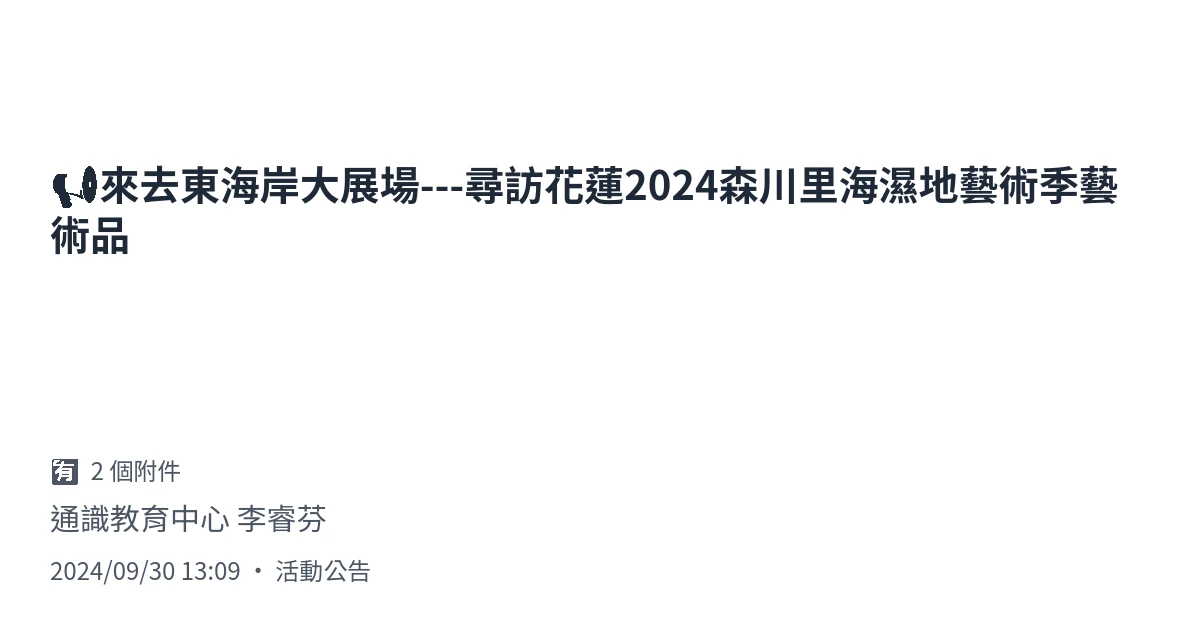 📢來去東海岸大展場---尋訪花蓮2024森川里海濕地藝術季藝
術品
🈶 2 個附件
通識教育中心 李睿芬
2024/09/30 13:09 • 活動公告